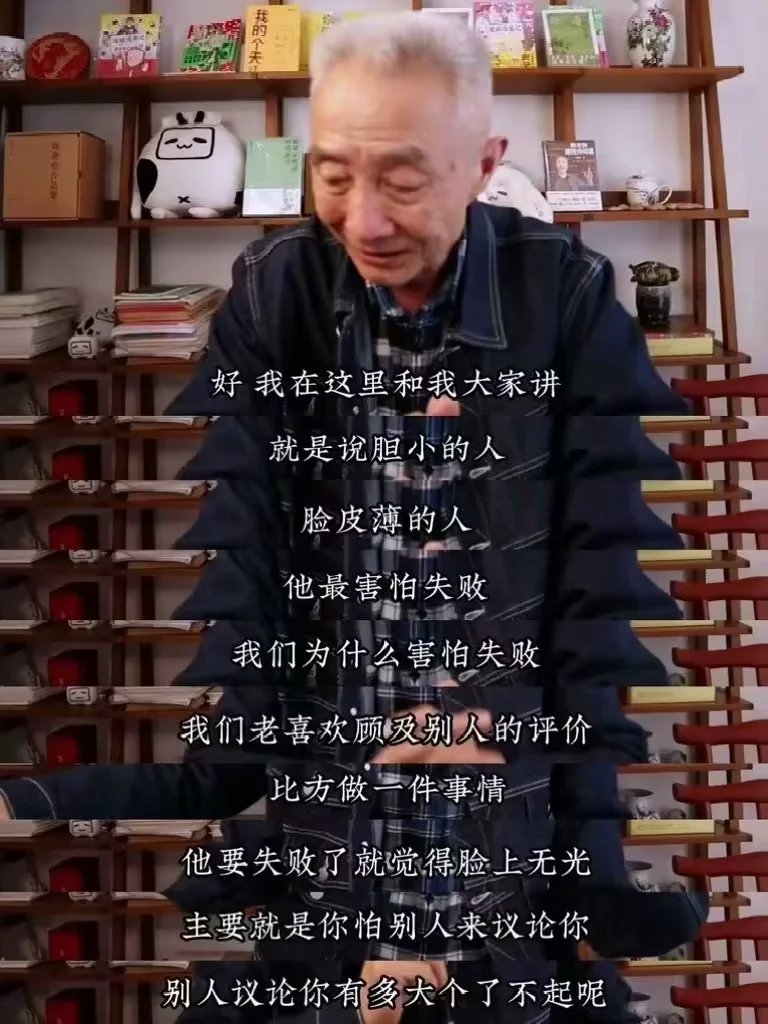 我的个天
好 我在这里和我大家讲
就是说胆小的人
脸皮薄的人
他最害怕失败
我们为什么害怕失败
我们老喜欢顾及别人的评价
比方做一件事情
他要失败了就觉得脸上无光
主要就是你怕别人来议论你
别人议论你有多大个了不起呢